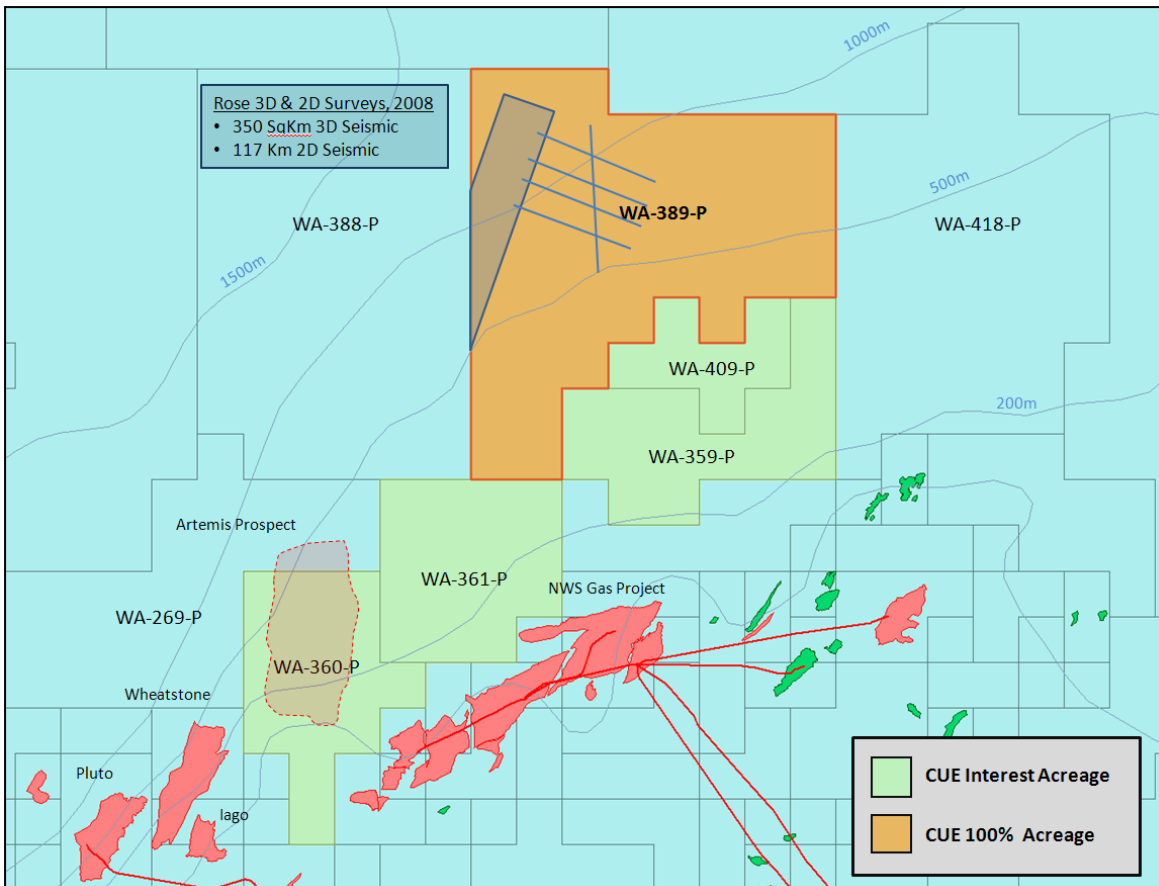 1000m
Rose 3D & 2D Surveys, 2008
• 350 SqKm 3D Seismic
• 117 Km 2D Seismic
500m
WA-389-P
WA-388-P
WA-418-P
1500m
WA-409-P
200m
WA-359-P
Artemis Prospect
WA-361-P
NWS Gas Project
WA-269-P
WA-360-P
Wheatstone
Pluto
Iago
CUE Interest Acreage
CUE 100% Acreage